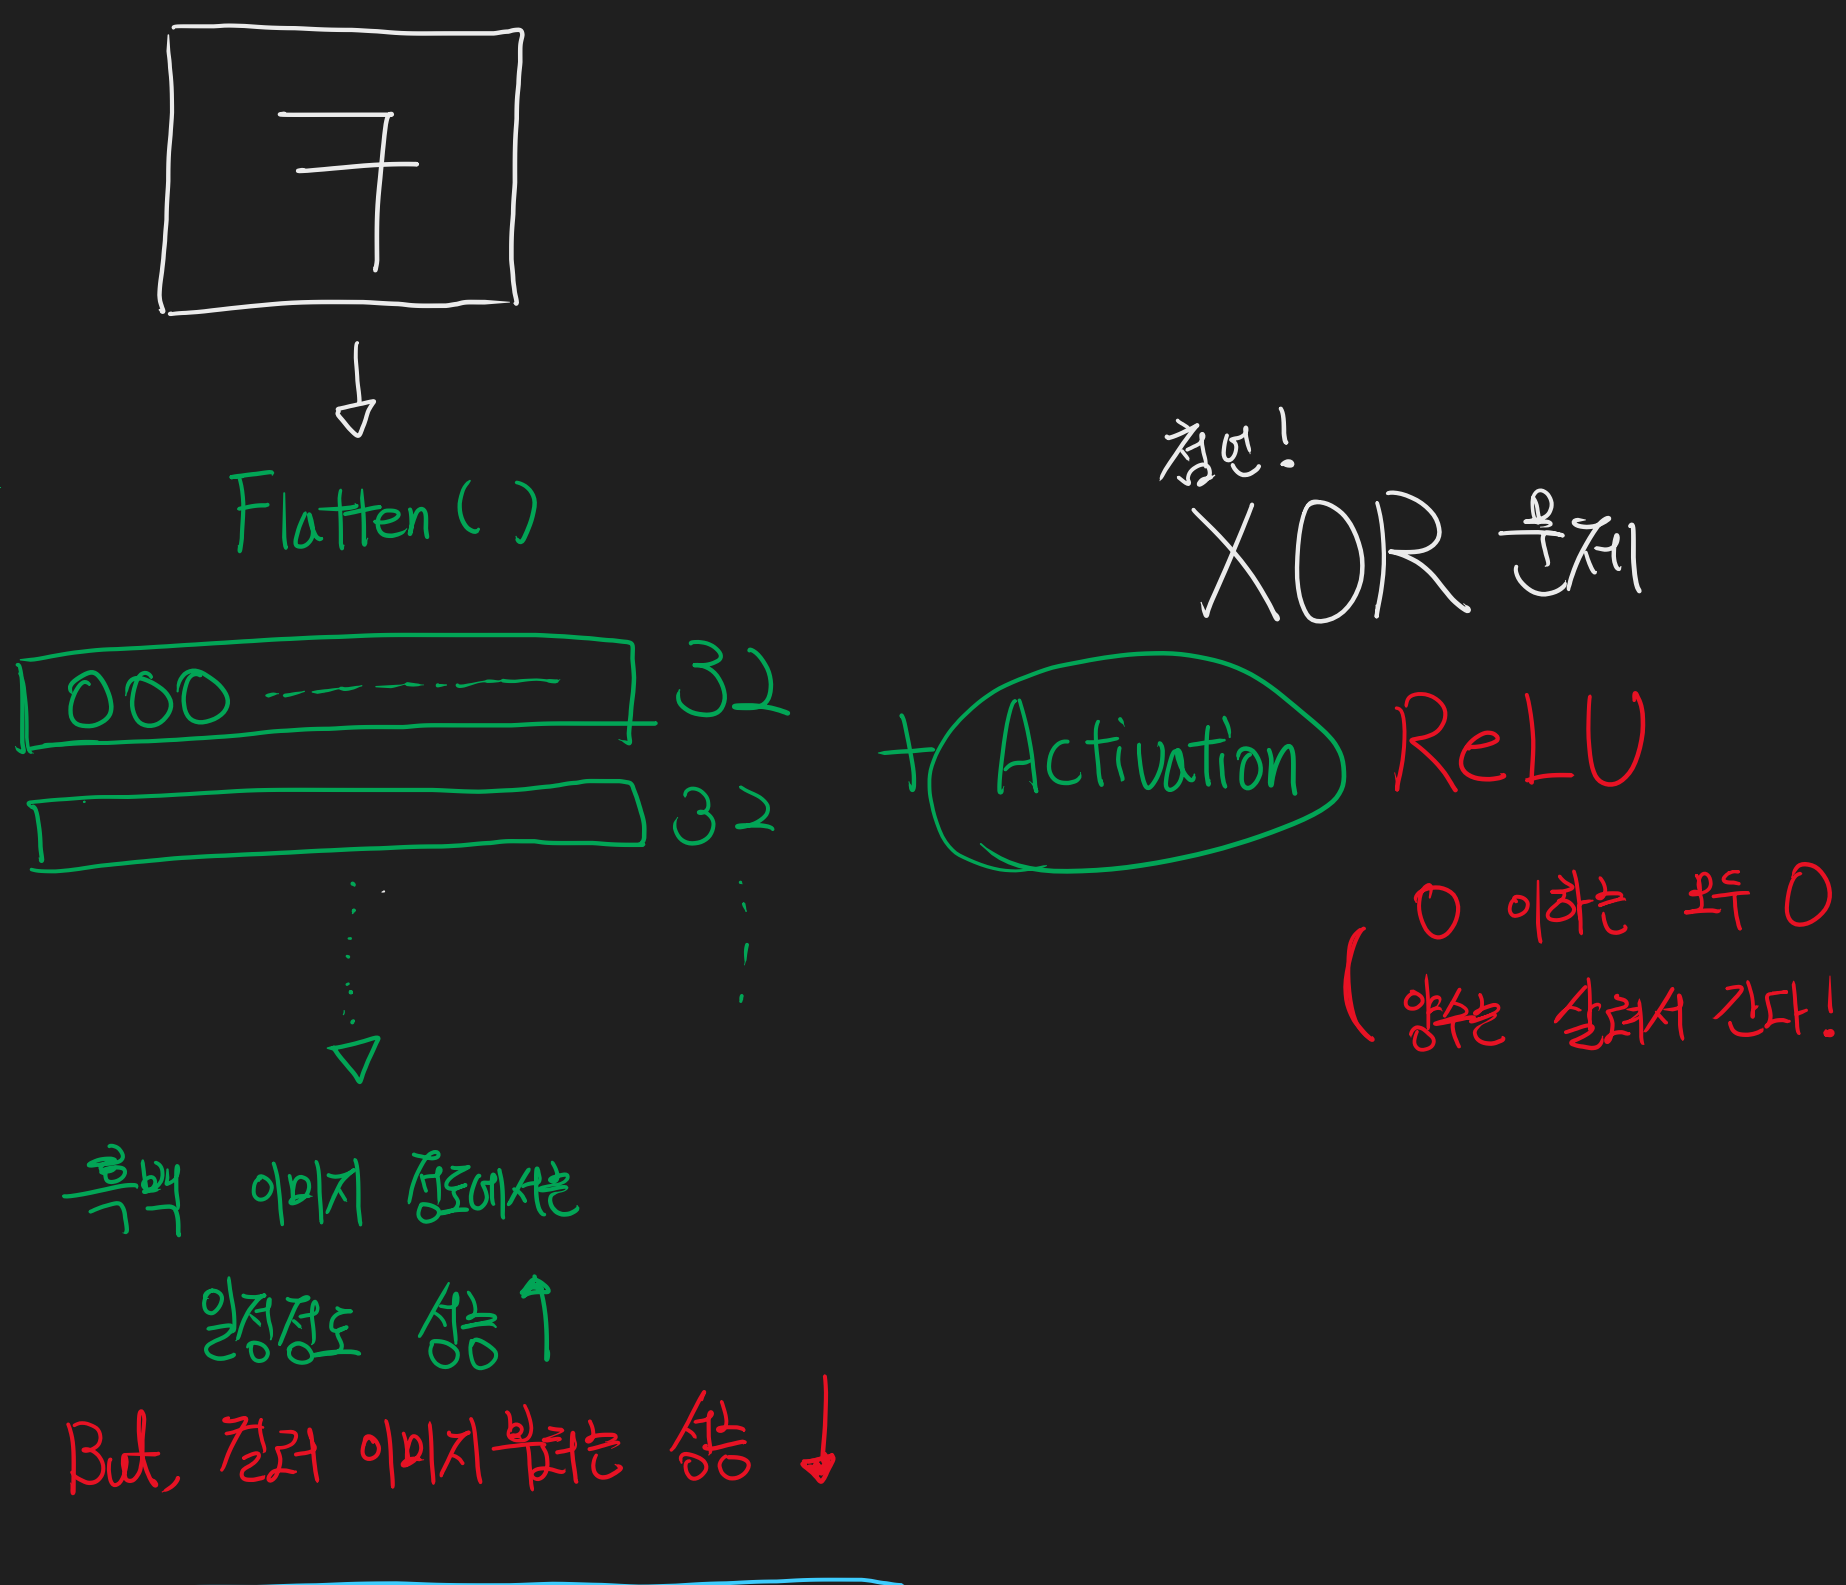 7
Flatten()
점연!
XOR 문제
000 32
32
+ Activation ReLU
0 이하는 모두 0
양수는 살려서 간다!
흑백 이미지 정도에서는
일정정도 성능↑
But, 컬러 이미지부터는 성능 ↓